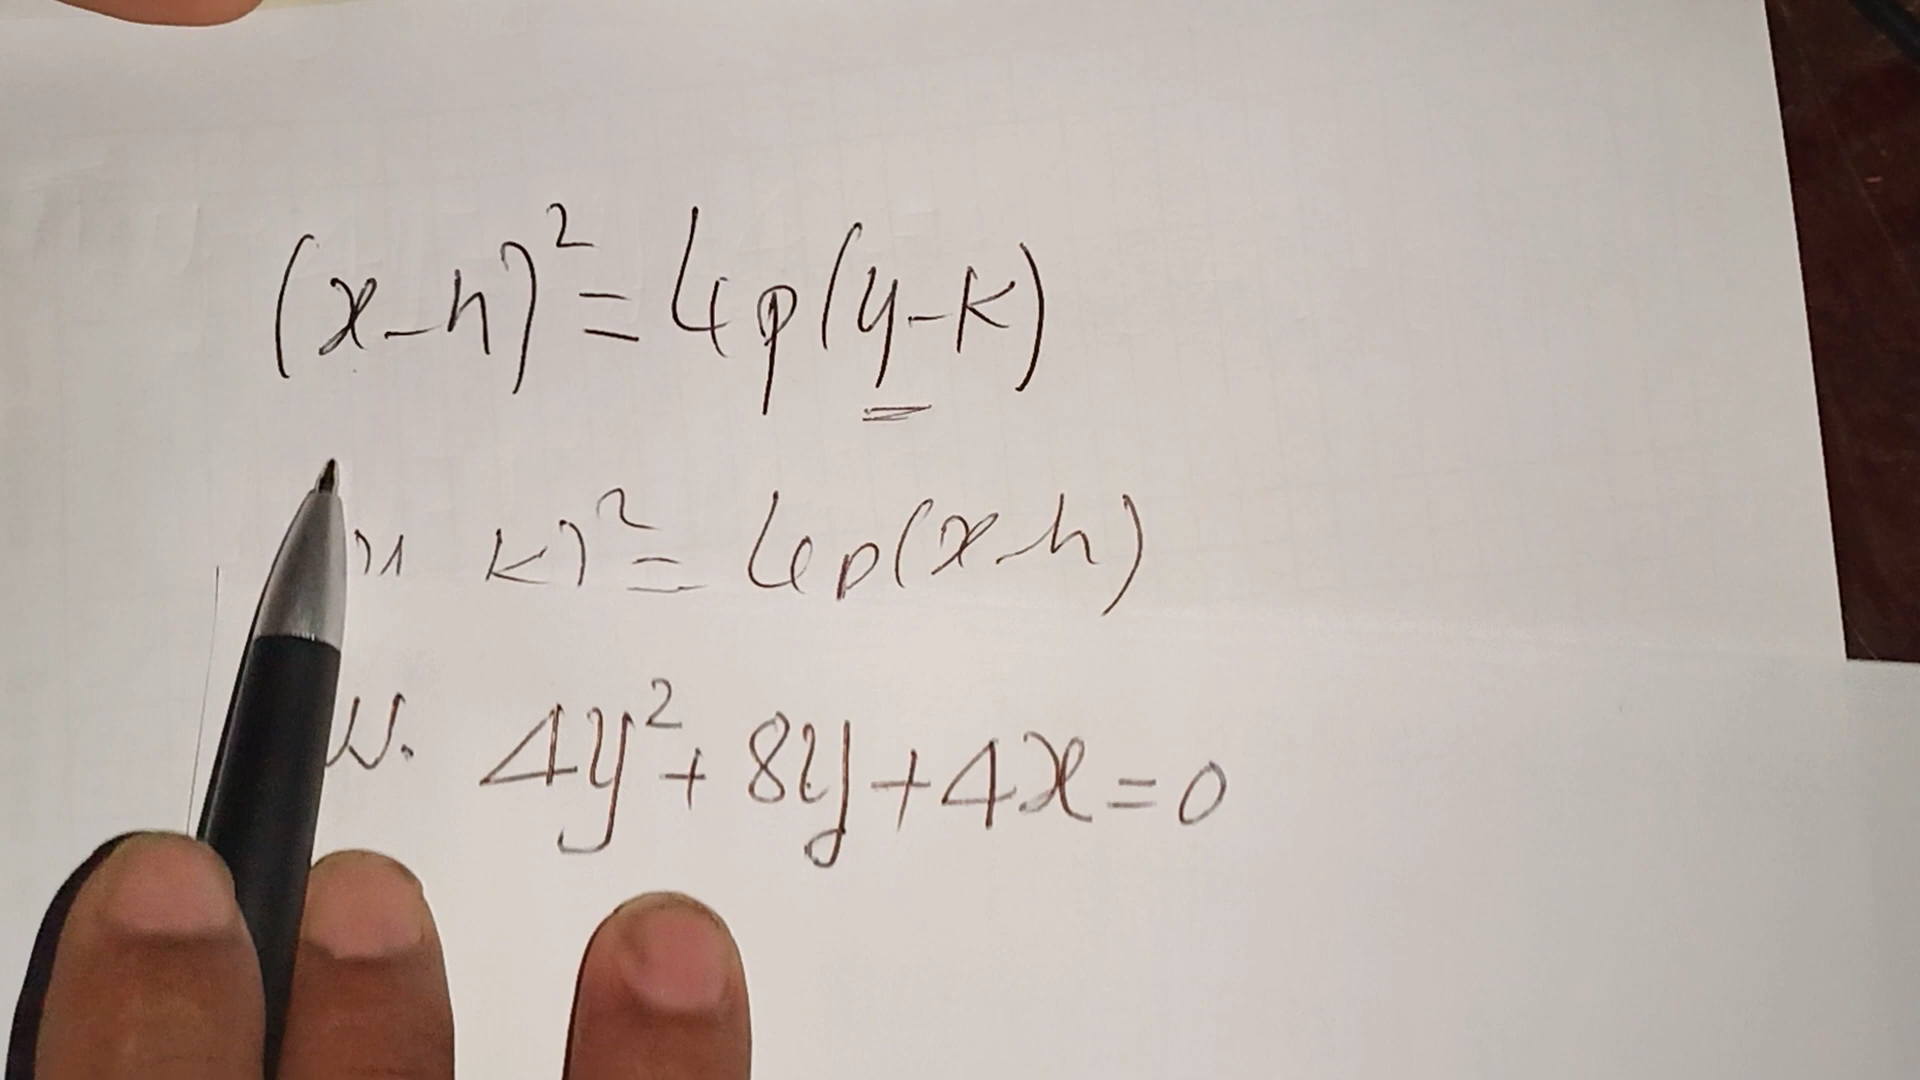 (x-h)² = 4p(y-k)
k)² = 4p(x-h)
4y² + 8y + 4x = 0